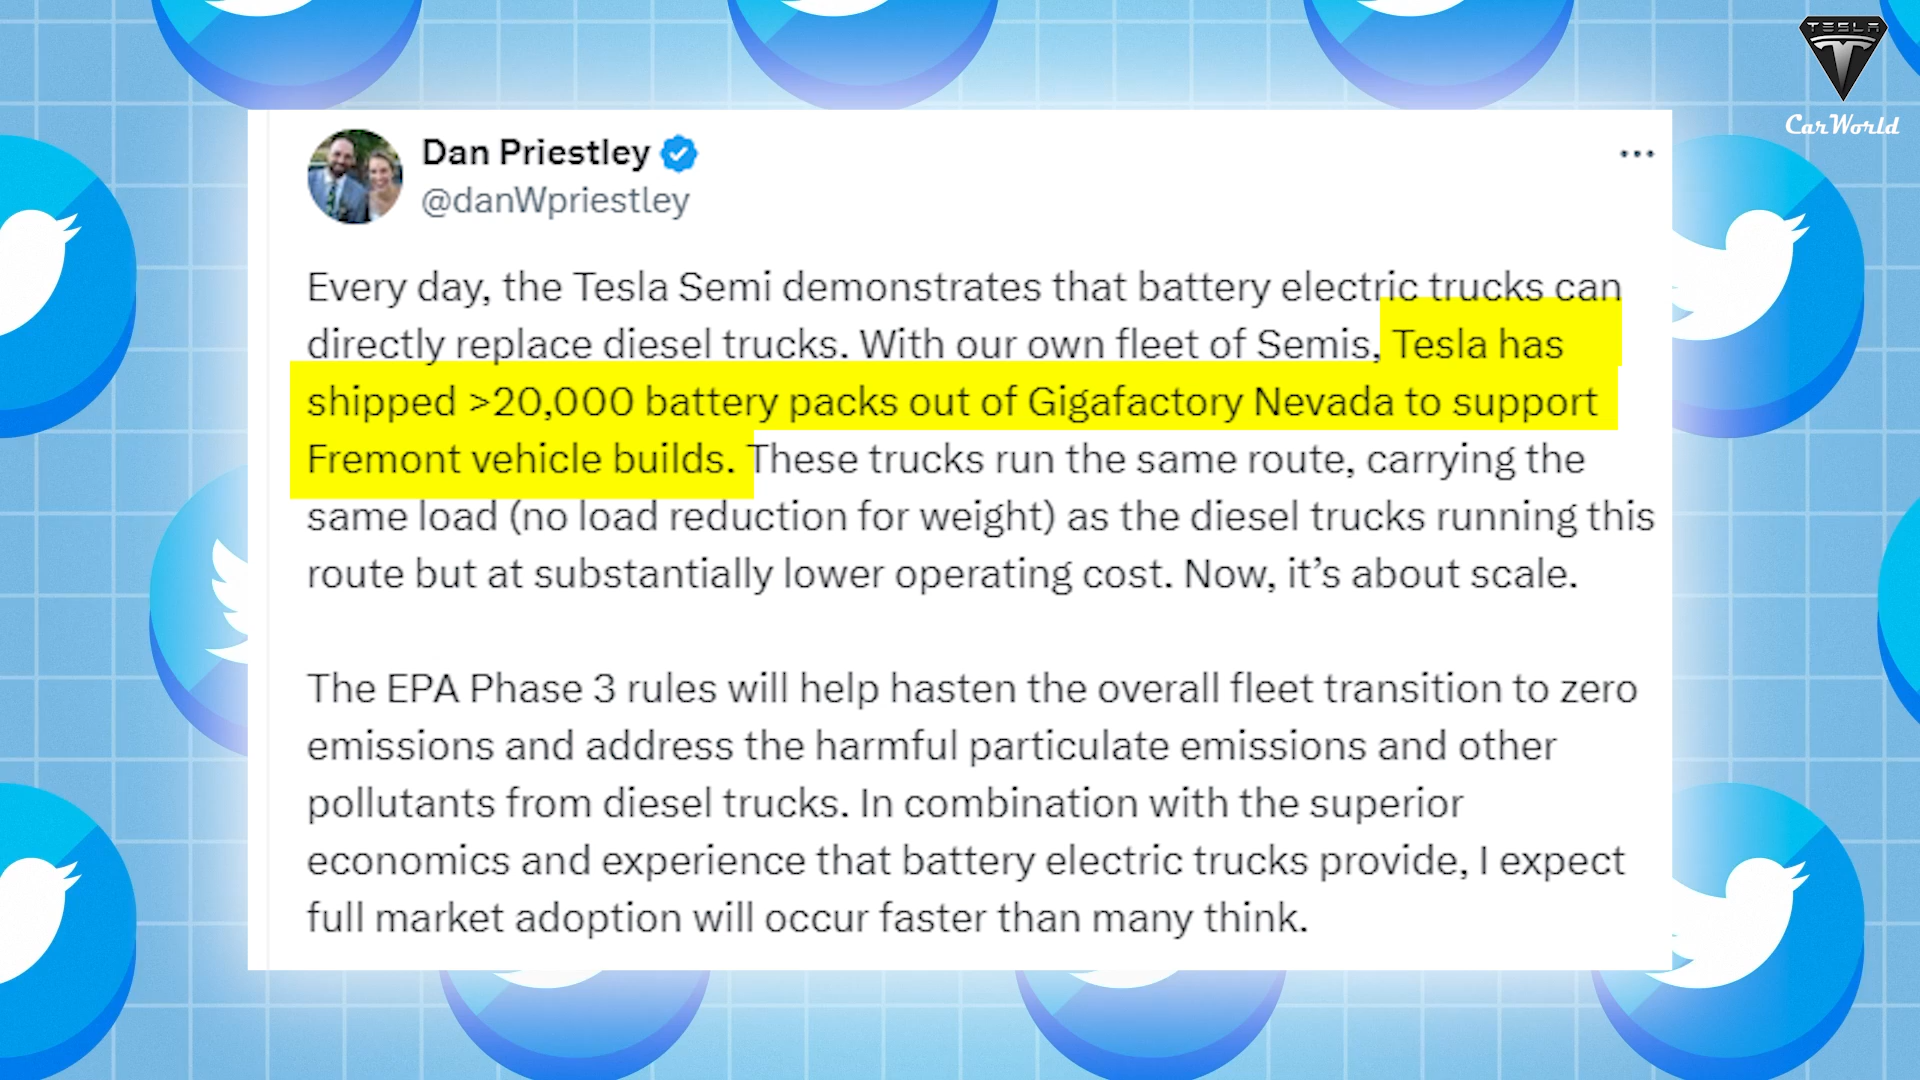 TESLA
CarWorld
Dan Priestley
@danWpriestley
Every day, the Tesla Semi demonstrates that battery electric trucks can
directly replace diesel trucks. With our own fleet of Semis, Tesla has
shipped >20,000 battery packs out of Gigafactory Nevada to support
Fremont vehicle builds. These trucks run the same route, carrying the
same load (no load reduction for weight) as the diesel trucks running this
route but at substantially lower operating cost. Now, it’s about scale.
The EPA Phase 3 rules will help hasten the overall fleet transition to zero
emissions and address the harmful particulate emissions and other
pollutants from diesel trucks. In combination with the superior
economics and experience that battery electric trucks provide, I expect
full market adoption will occur faster than many think.